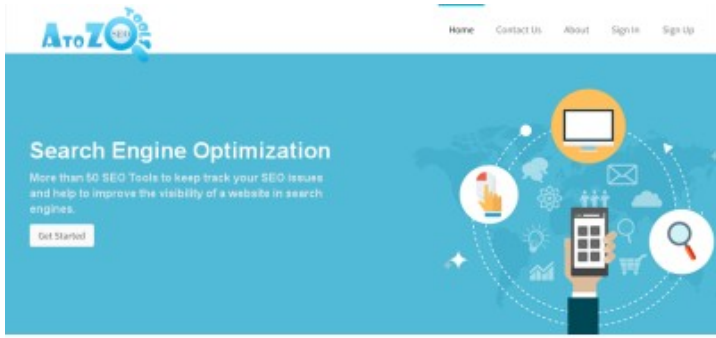 A TO Z SEO Tools
Home Contact Us About Sign In Sign Up
Search Engine Optimization
More than 50 SEO Tools to keep track your SEO issues
and help to improve the visibility of a website in search
engines.
Get Started